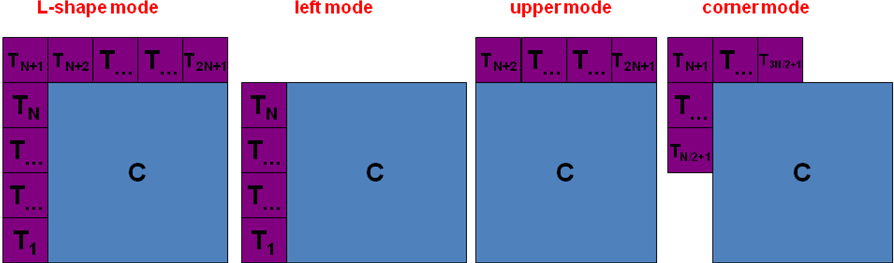 L-shape mode left mode upper mode corner mode
TN+1 TN+2 T... T... T2N+1 TN+2 T... T... T2N+1 TN+1 T... T3N/2+1
TN TN T...
T... T... TN/2+1
C C C C
T... T...
T1 T1